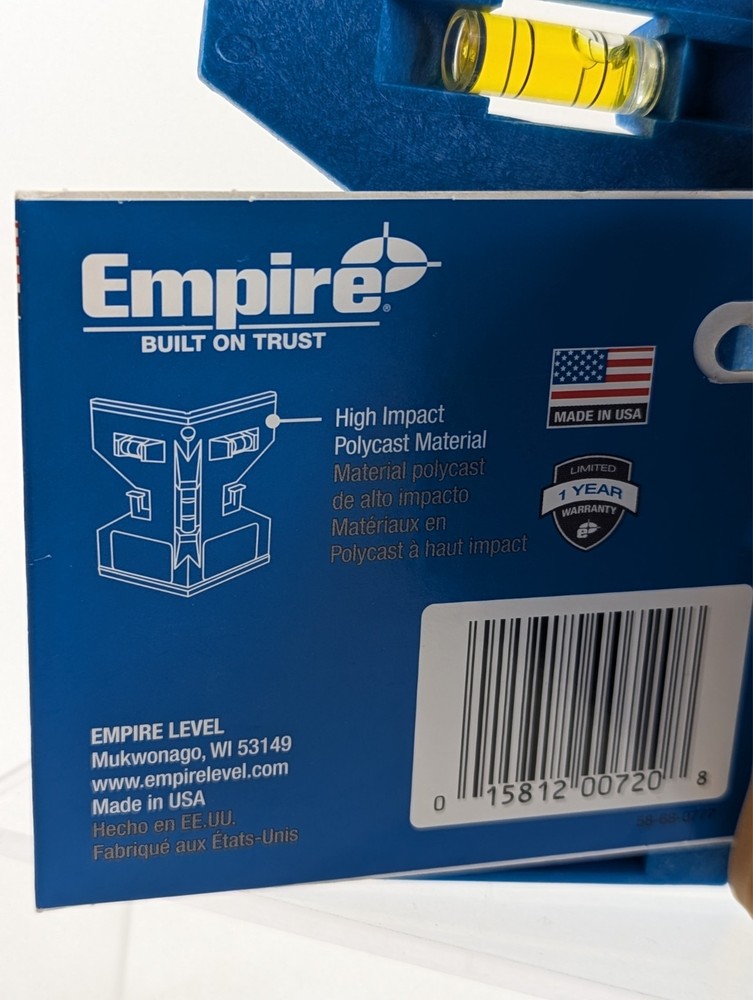 Empire®
BUILT ON TRUST
MADE IN USA
High Impact
Polycast Material
Material polycast
de alto impacto
Matériaux en
Polycast à haut impact
LIMITED
1 YEAR
WARRANTY
e
EMPIRE LEVEL
Mukwonago, WI 53149
www.empirelevel.com
Made in USA
Hecho en EE.UU.
Fabriqué aux États-Unis
0 15812 00720 8